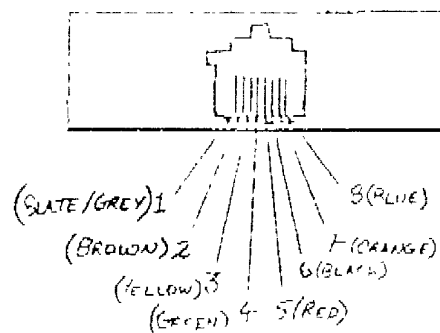 (SLATE/GREY) 1
(BROWN) 2
(YELLOW) 3
(GREEN) 4
5 (RED)
6 (BLACK)
7 (ORANGE)
8 (BLUE)